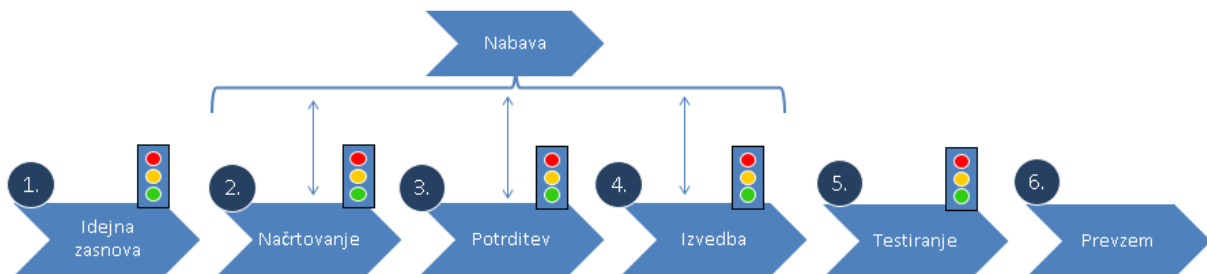 Nabava
1.
Idejna
zasnova
2.
Načrtovanje
3.
Potrditev
4.
Izvedba
5.
Testiranje
6.
Prevzem